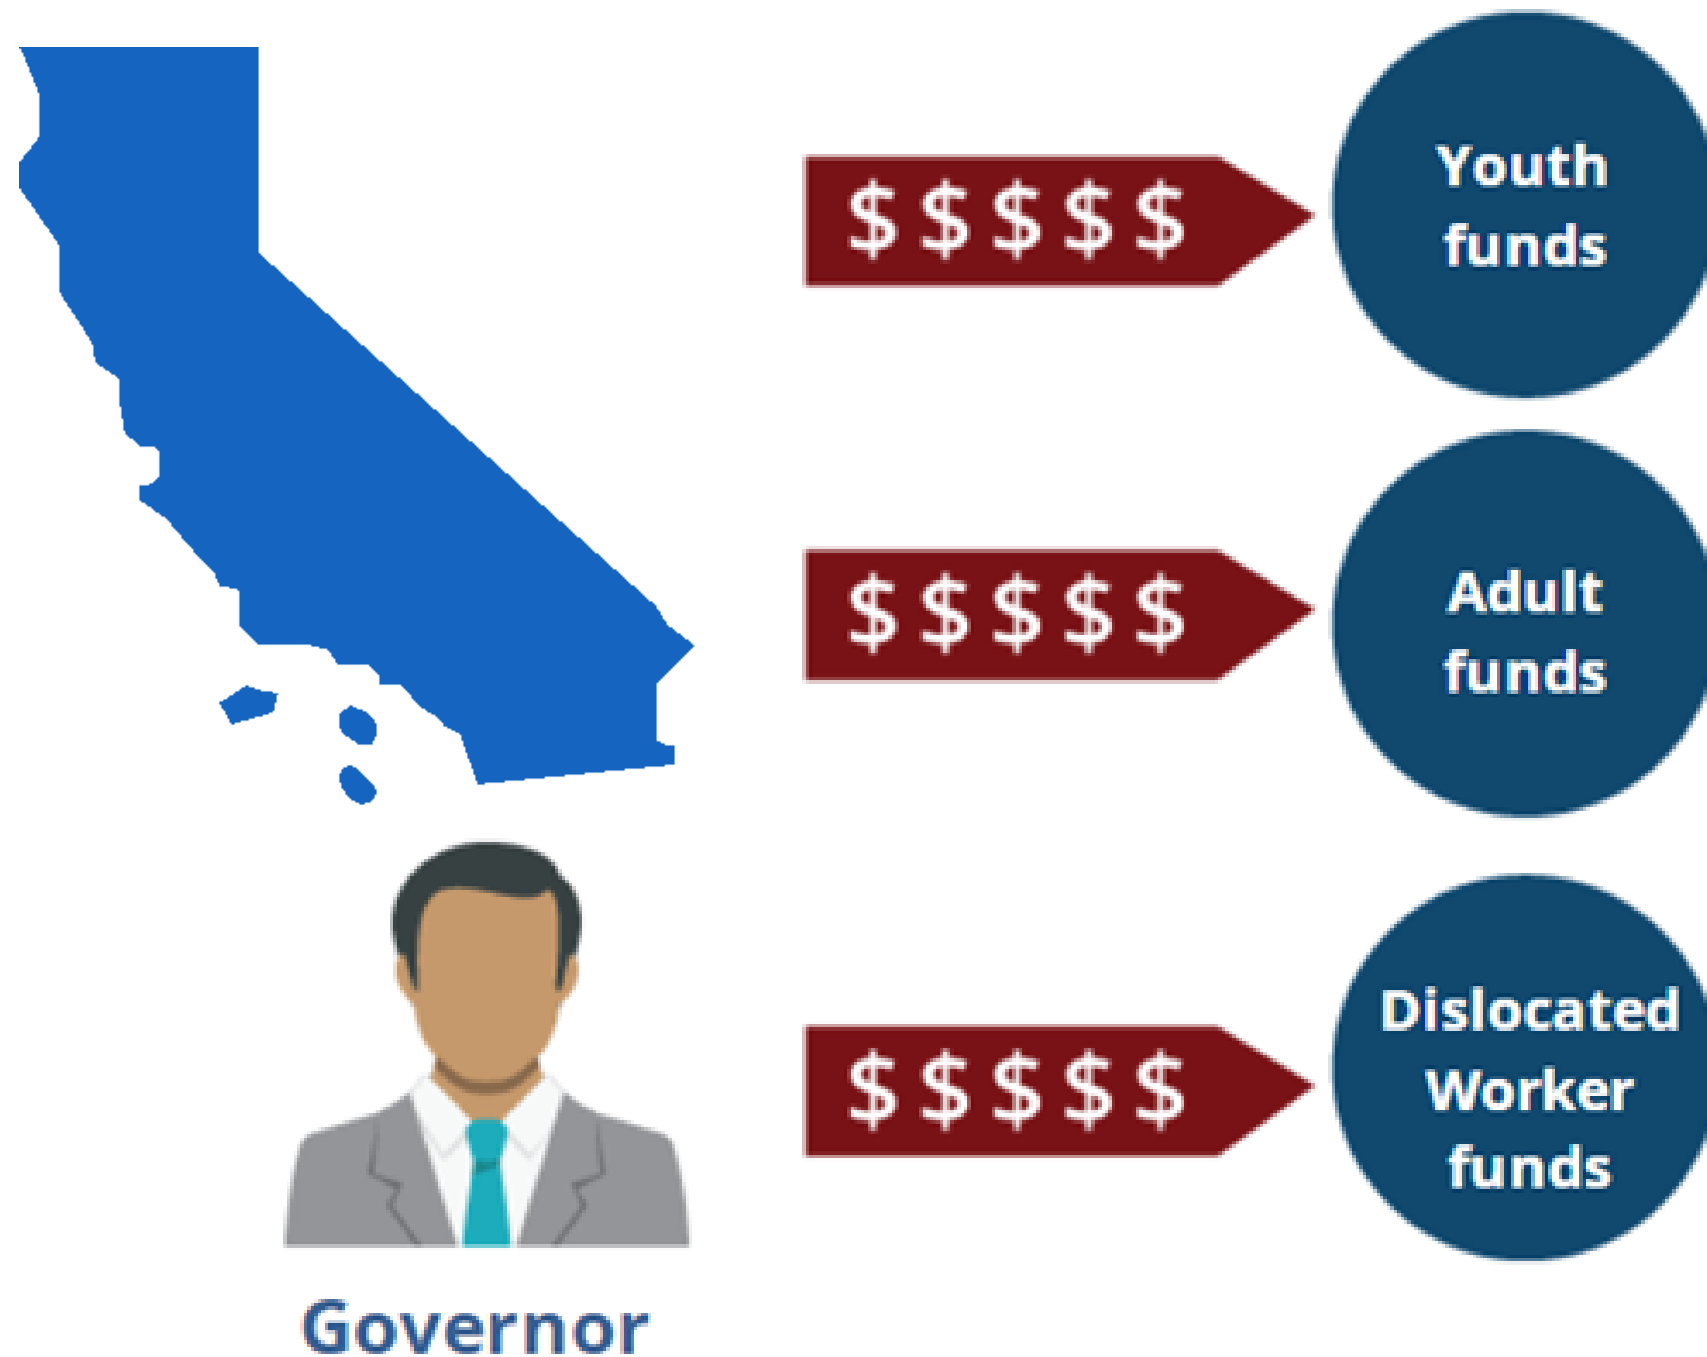 $ $ $ $ $
Youth
funds
$ $ $ $ $
Adult
funds
$ $ $ $ $
Dislocated
Worker
funds
Governor